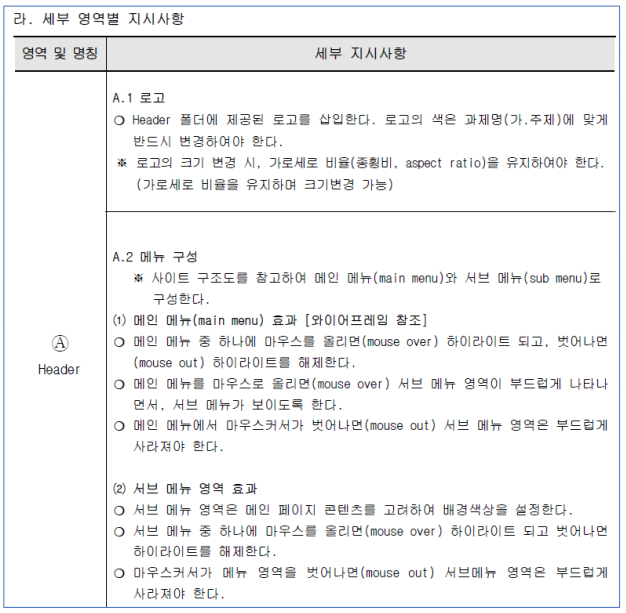 라. 세부 영역별 지시사항
영역 및 명칭
세부 지시사항
A.1 로고
○ Header 폴더에 제공된 로고를 삽입한다. 로고의 색은 과제명(가.주제)에 맞게
반드시 변경하여야 한다.
※ 로고의 크기 변경 시, 가로세로 비율(종횡비, aspect ratio)을 유지하여야 한다.
(가로세로 비율을 유지하며 크기변경 가능)
Ⓐ
Header
A.2 메뉴 구성
※ 사이트 구조도를 참고하여 메인 메뉴(main menu)와 서브 메뉴(sub menu)로
구성한다.
⑴ 메인 메뉴(main menu) 효과 [와이어프레임 참조]
○ 메인 메뉴 중 하나에 마우스를 올리면(mouse over) 하이라이트 되고, 벗어나면
(mouse out) 하이라이트를 해제한다.
○ 메인 메뉴를 마우스로 올리면(mouse over) 서브 메뉴 영역이 부드럽게 나타나
면서, 서브 메뉴가 보이도록 한다.
○ 메인 메뉴에서 마우스커서가 벗어나면(mouse out) 서브 메뉴 영역은 부드럽게
사라져야 한다.
⑵ 서브 메뉴 영역 효과
○ 서브 메뉴 영역은 메인 페이지 콘텐츠를 고려하여 배경색상을 설정한다.
○ 서브 메뉴 중 하나에 마우스를 올리면(mouse over) 하이라이트 되고 벗어나면
하이라이트를 해제한다.
○ 마우스커서가 메뉴 영역을 벗어나면(mouse out) 서브메뉴 영역은 부드럽게
사라져야 한다.